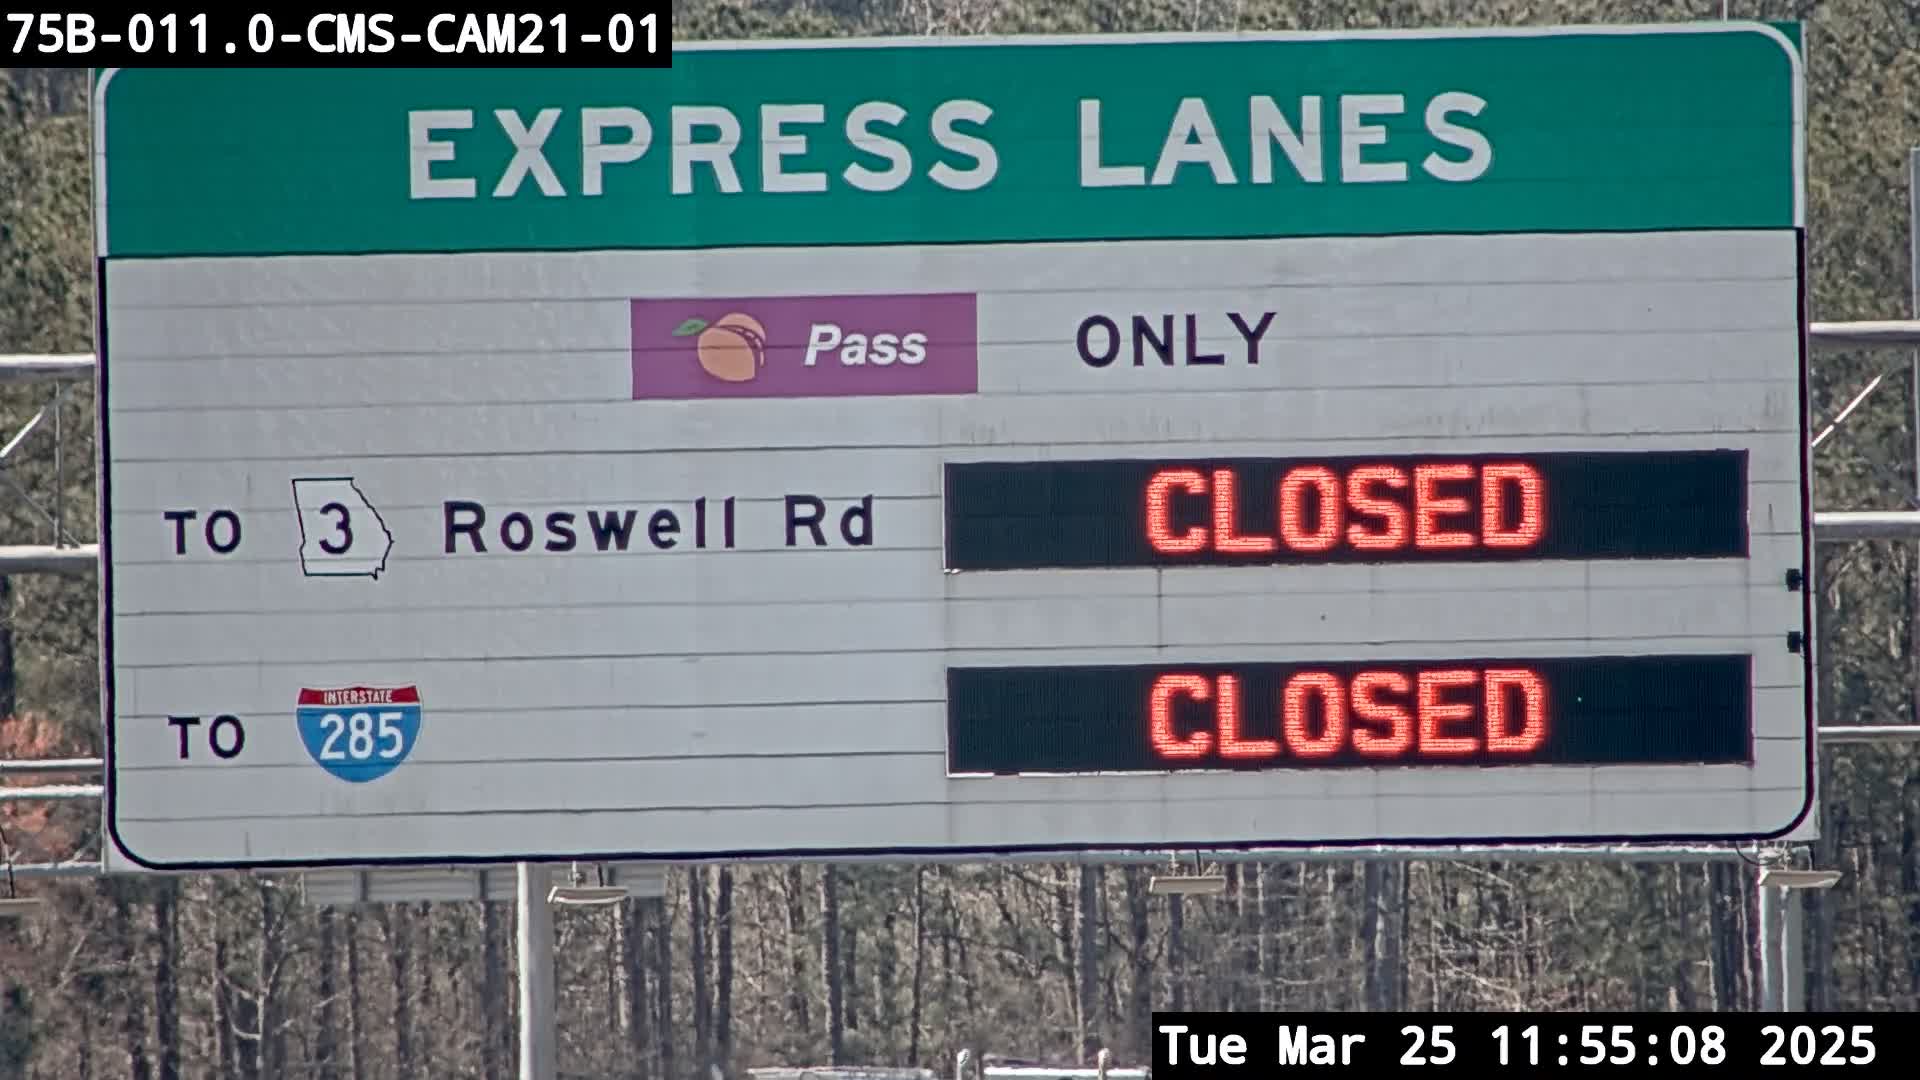 75B-011.0-CMS-CAM21-01
EXPRESS LANES
Pass ONLY
TO 3 Roswell Rd CLOSED
INTERSTATE
TO 285 CLOSED
Tue Mar 25 11:55:08 2025